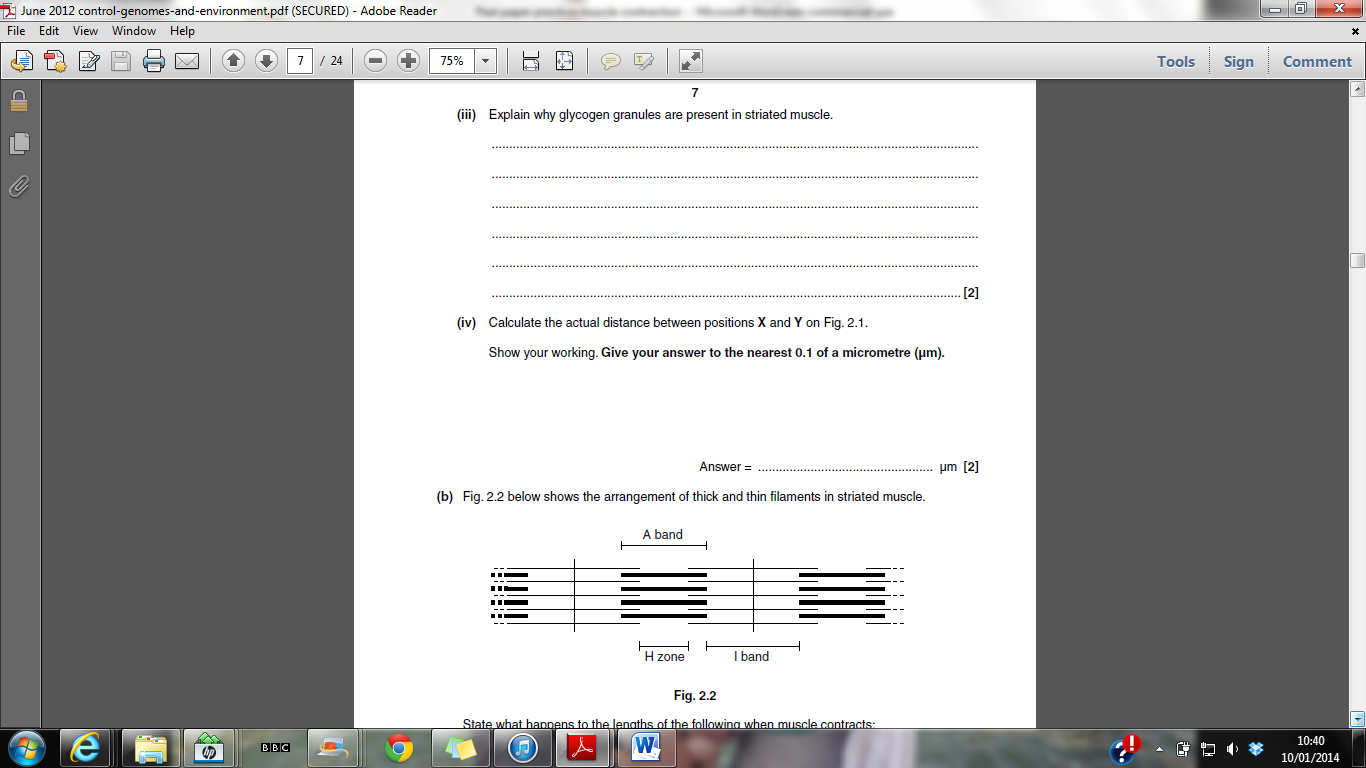 June 2012 control-genomes-and-environment.pdf (SECURED) - Adobe Reader
File Edit View Window Help
7 / 24 75% Tools Sign Comment
7
(iii) Explain why glycogen granules are present in striated muscle.
[2]
(iv) Calculate the actual distance between positions X and Y on Fig. 2.1.
Show your working. Give your answer to the nearest 0.1 of a micrometre (µm).
Answer = .................................................. µm [2]
(b) Fig. 2.2 below shows the arrangement of thick and thin filaments in striated muscle.
A band
H zone I band
Fig. 2.2
State what happens to the lengths of the following when muscle contracts:
BBC
hp
10:40
10/01/2014